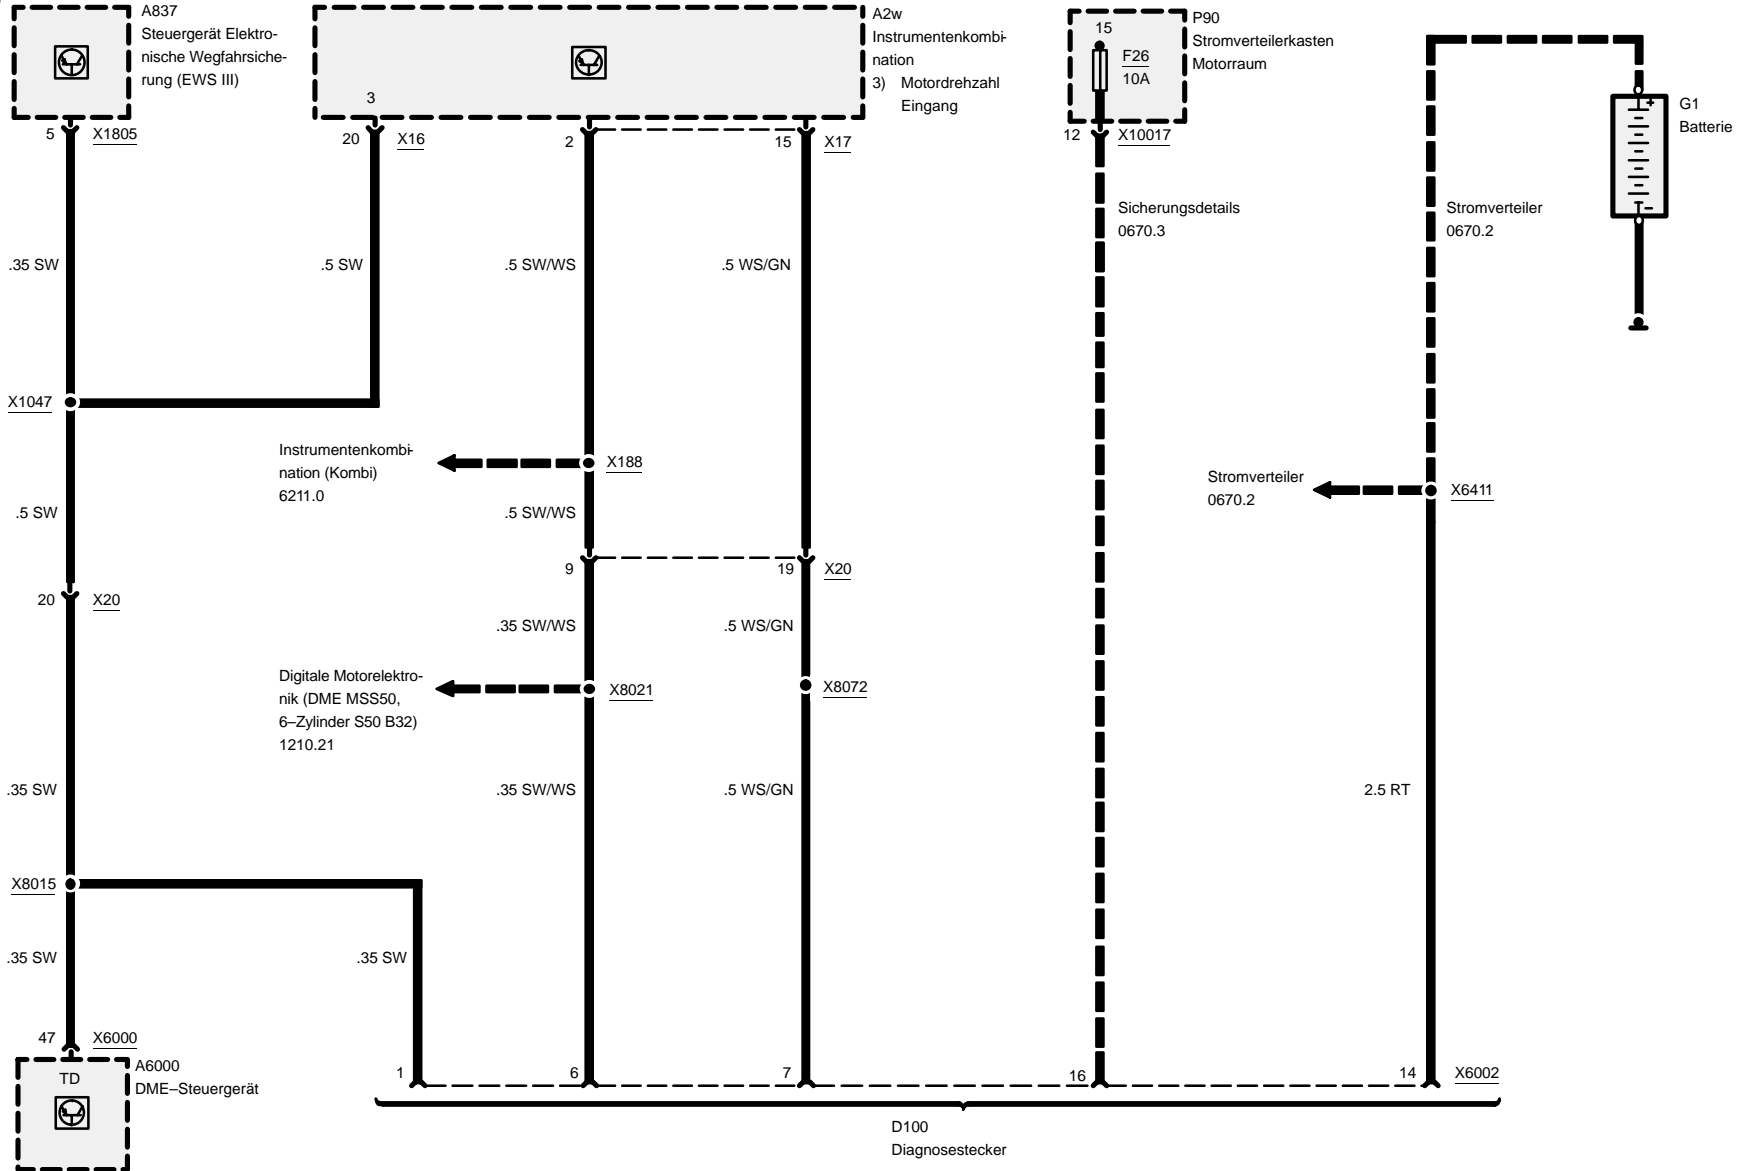 A837
Steuergerät Elektro-
nische Wegfahrsiche-
rung (EWS III)
A2w
Instrumentenkombi-
nation
3) Motordrehzahl
Eingang
P90
Stromverteilerkasten
Motorraum
15
F26
10A
G1
Batterie
3
5
X1805
20
X16
2
15
X17
12
X10017
Sicherungsdetails
0670.3
Stromverteiler
0670.2
.35 SW
.5 SW
.5 SW/WS
.5 WS/GN
X1047
Instrumentenkombi-
nation (Kombi)
6211.0
X188
Stromverteiler
0670.2
X6411
.5 SW
.5 SW/WS
9
19
X20
20
X20
.35 SW/WS
.5 WS/GN
Digitale Motorelektro-
nik (DME MSS50,
6–Zylinder S50 B32)
1210.21
X8021
X8072
.35 SW
.35 SW/WS
.5 WS/GN
2.5 RT
X8015
.35 SW
.35 SW
47
X6000
A6000
DME–Steuergerät
TD
1
6
7
16
14
X6002
D100
Diagnosestecker